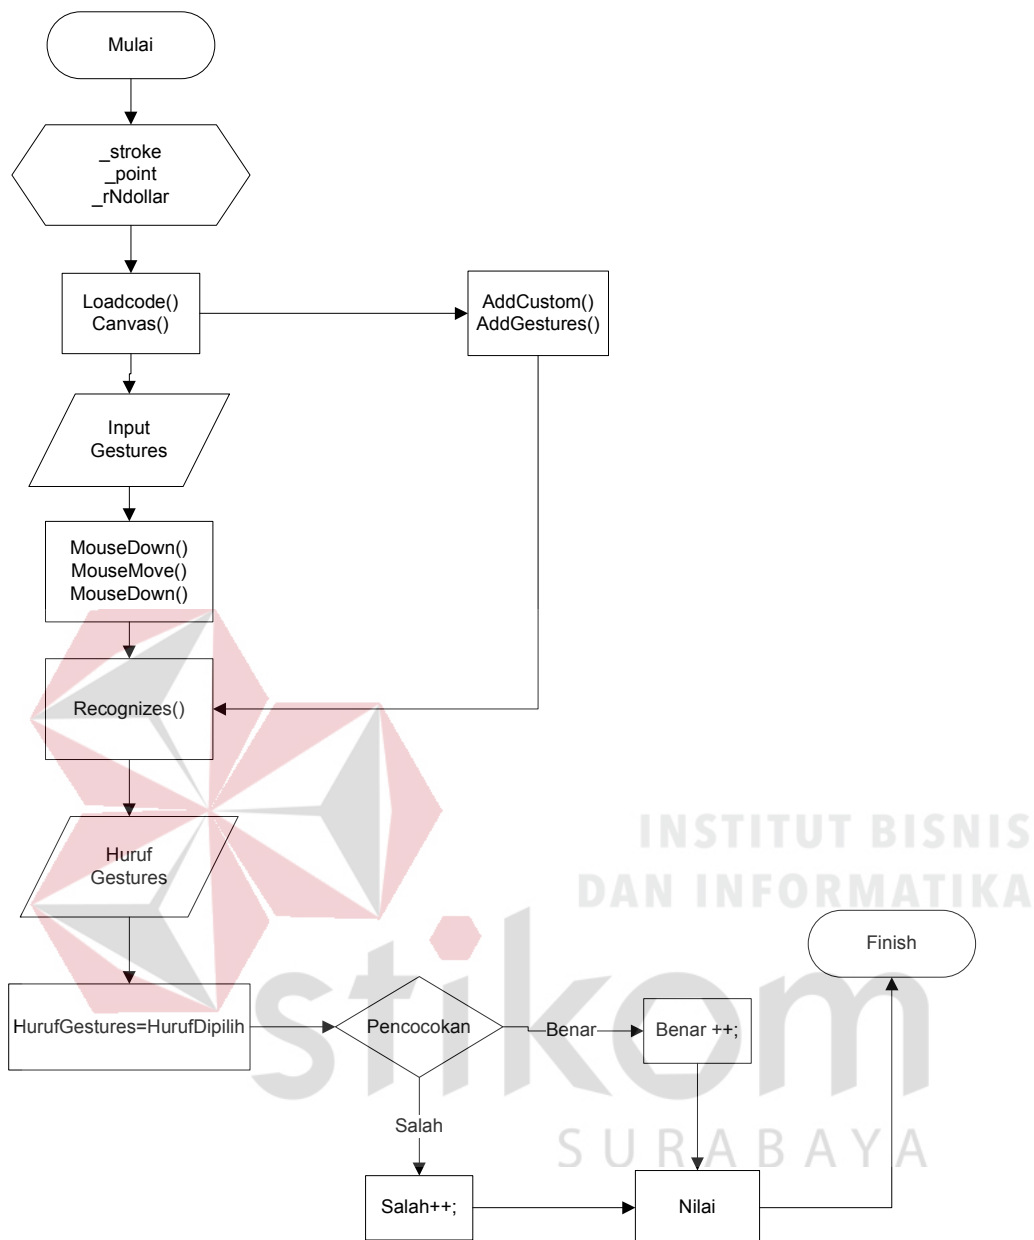 Mulai
_stroke
_point
_rNdollar
Loadcode()
Canvas()
AddCustom()
AddGestures()
Input
Gestures
MouseDown()
MouseMove()
MouseDown()
Recognizes()
Huruf
Gestures
INSTITUT BISNIS
DAN INFORMATIKA
Finish
stikom
HurufGestures=HurufDipilih
Pencocokan
Benar
Benar ++;
Salah
SURABAYA
Salah++;
Nilai